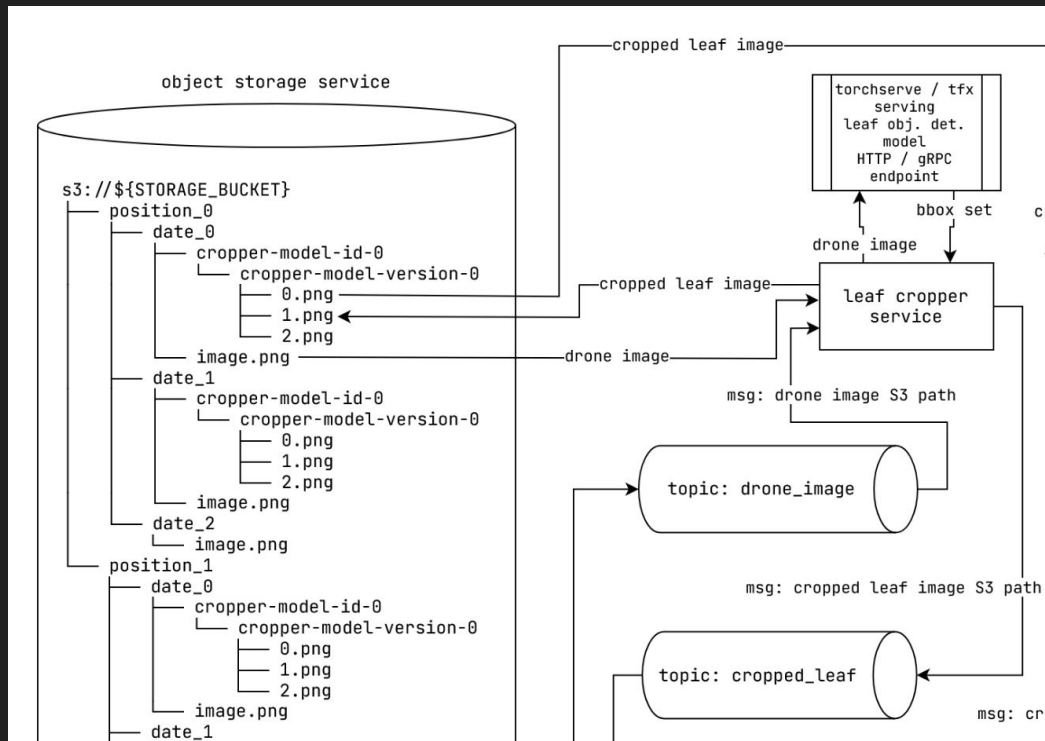 cropped leaf image
object storage service
torchserve / tfx
serving
leaf obj. det.
model
HTTP / gRPC
endpoint
s3://${STORAGE_BUCKET}
position_0
date_0
cropper-model-id-0
cropper-model-version-0
0.png
1.png
2.png
image.png
date_1
cropper-model-id-0
cropper-model-version-0
0.png
1.png
2.png
image.png
date_2
image.png
position_1
date_0
cropper-model-id-0
cropper-model-version-0
0.png
1.png
2.png
image.png
date_1
bbox set
c
drone image
cropped leaf image
leaf cropper
service
drone image
msg: drone image S3 path
topic: drone_image
msg: cropped leaf image S3 path
topic: cropped_leaf
msg: cr